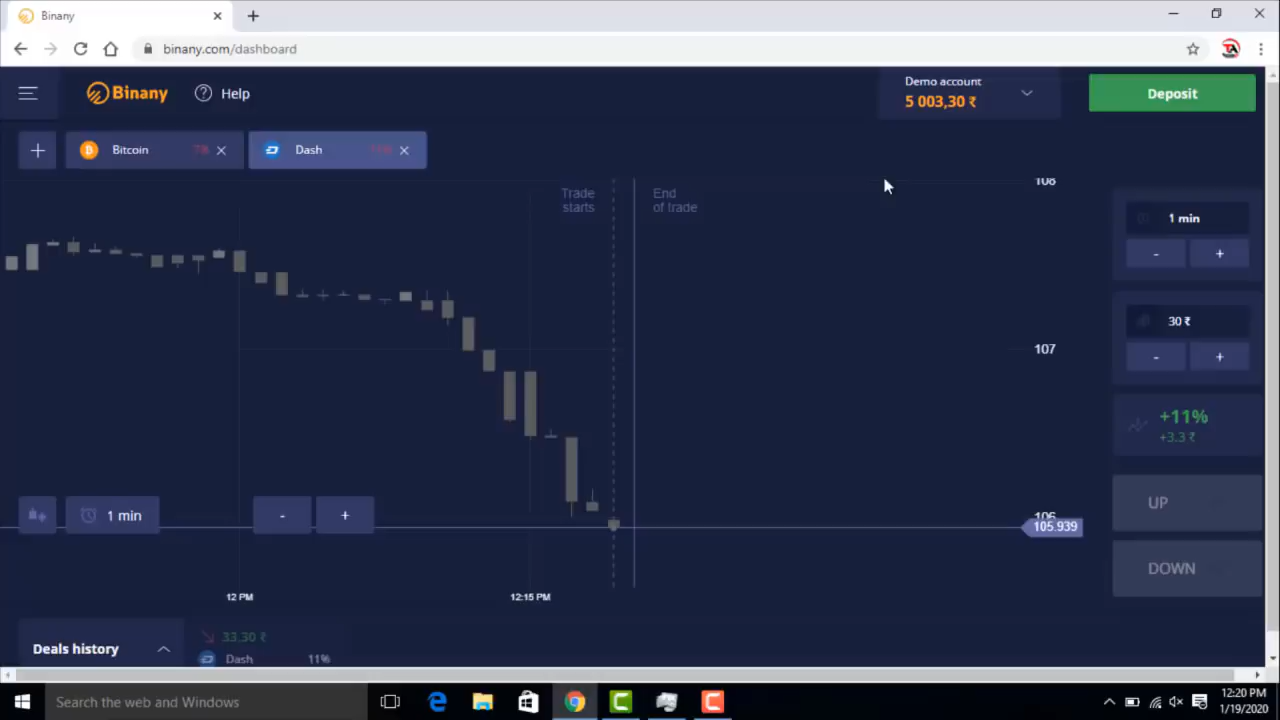 Binany
binany.com/dashboard
Binany
Help
Demo account
5 003,30 ₹
Deposit
Bitcoin
7%
Dash
11%
Trade
starts
End
of trade
108
107
106
105.939
12 PM
12:15 PM
1 min
-
+
1 min
-
+
30 ₹
-
+
+11%
+3.3 ₹
UP
DOWN
Deals history
33.30 ₹
Dash 11%
Search the web and Windows
12:20 PM
1/19/2020